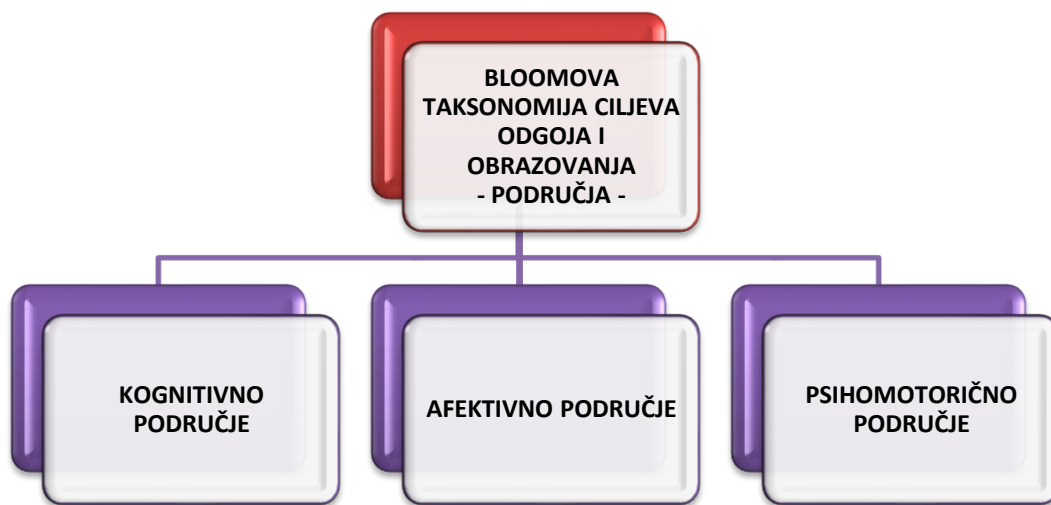 BLOOMOVA
TAKSONOMIJA CILJEVA
ODGOJA I
OBRAZOVANJA
- PODRUČJA -
KOGNITIVNO
PODRUČJE
AFEKTIVNO PODRUČJE
PSIHOMOTORIČNO
PODRUČJE